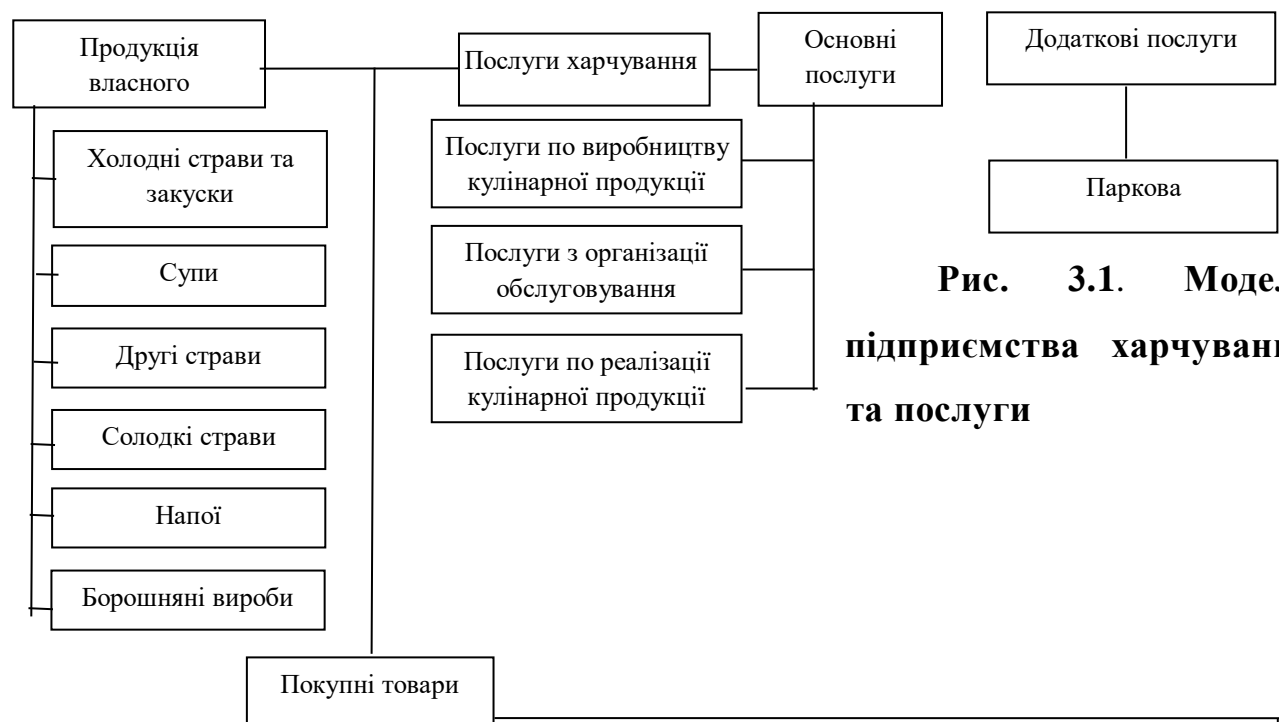 Продукція
власного
Послуги харчування
Основні
послуги
Додаткові послуги
Холодні страви та
закуски
Супи
Другі страви
Солодкі страви
Напої
Борошняні вироби
Послуги по виробництву
кулінарної продукції
Послуги з організації
обслуговування
Послуги по реалізації
кулінарної продукції
Паркова
Рис. 3.1.
підприємства
та послуги
Покупні товари